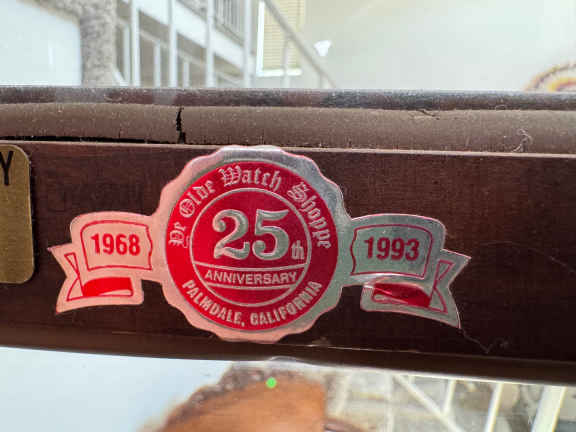 Y
Ye Olde Watch Shoppe
1968
25th
1993
ANNIVERSARY
PALMDALE, CALIFORNIA